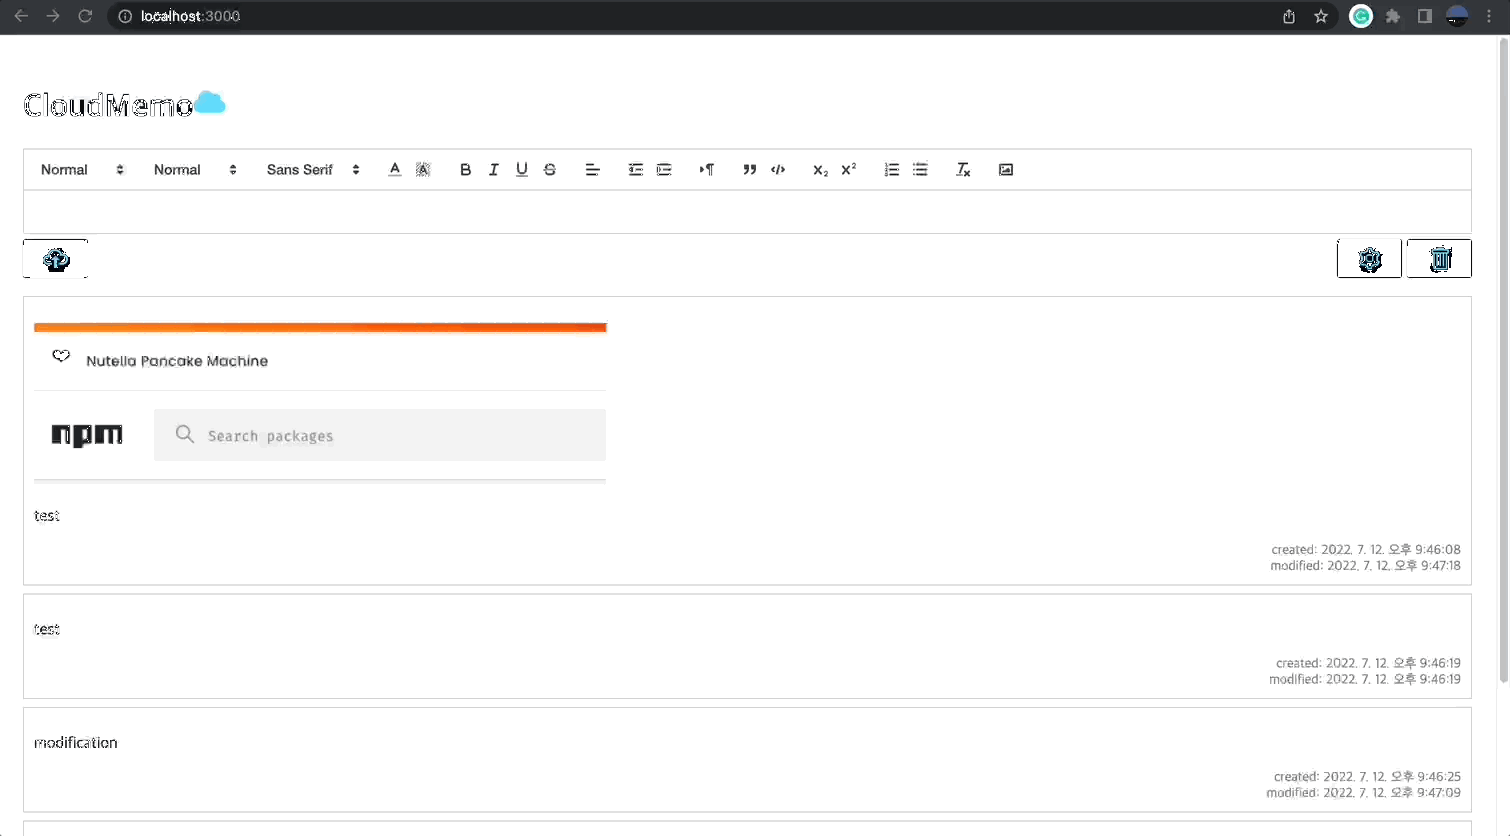 localhost:3000
CloudMemo
Normal Normal Sans Serif
Nutella Pancake Machine
npm Search packages
test
created: 2022. 7. 12. 오후 9:46:08
modified: 2022. 7. 12. 오후 9:47:18
test
created: 2022. 7. 12. 오후 9:46:19
modified: 2022. 7. 12. 오후 9:46:19
modification
created: 2022. 7. 12. 오후 9:46:25
modified: 2022. 7. 12. 오후 9:47:09